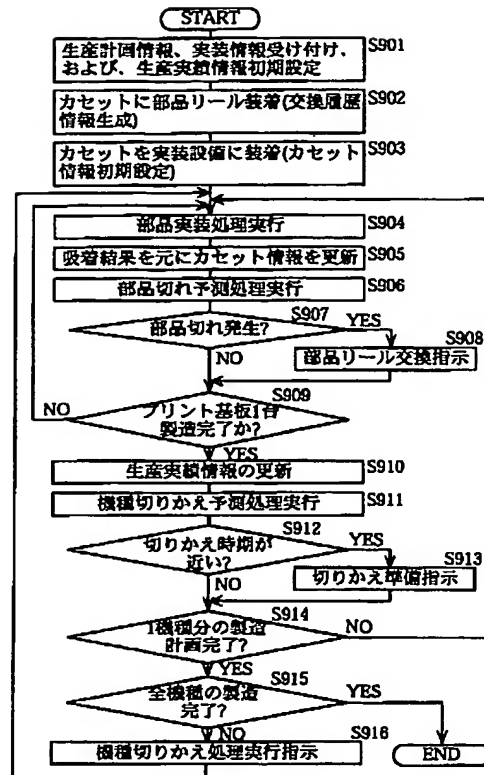 START
生産計画情報、実装情報受け付け、
および、生産実績情報初期設定
S901
カセットに部品リール装着(交換履歴
情報生成)
S902
カセットを実装設値に装着(カセット
情報初期設定)
S903
部品実装処理実行
S904
吸着結果を元にカセット情報を更新
S905
部品切れ予測処理実行
S906
S907
部品切れ発生?
YES
NO
S908
部品リール交換指示
S909
プリント基板1台
製造完了か?
NO
YES
生産実績情報の更新
S910
機種切りかえ予測処理実行
S911
S912
切りかえ時期が
近い?
YES
NO
S913
切りかえ準備指示
S914
1機種分の製造
計画完了?
NO
YES
S915
全機種の製造
完了?
YES
NO
S916
機種切りかえ処理実行指示
END